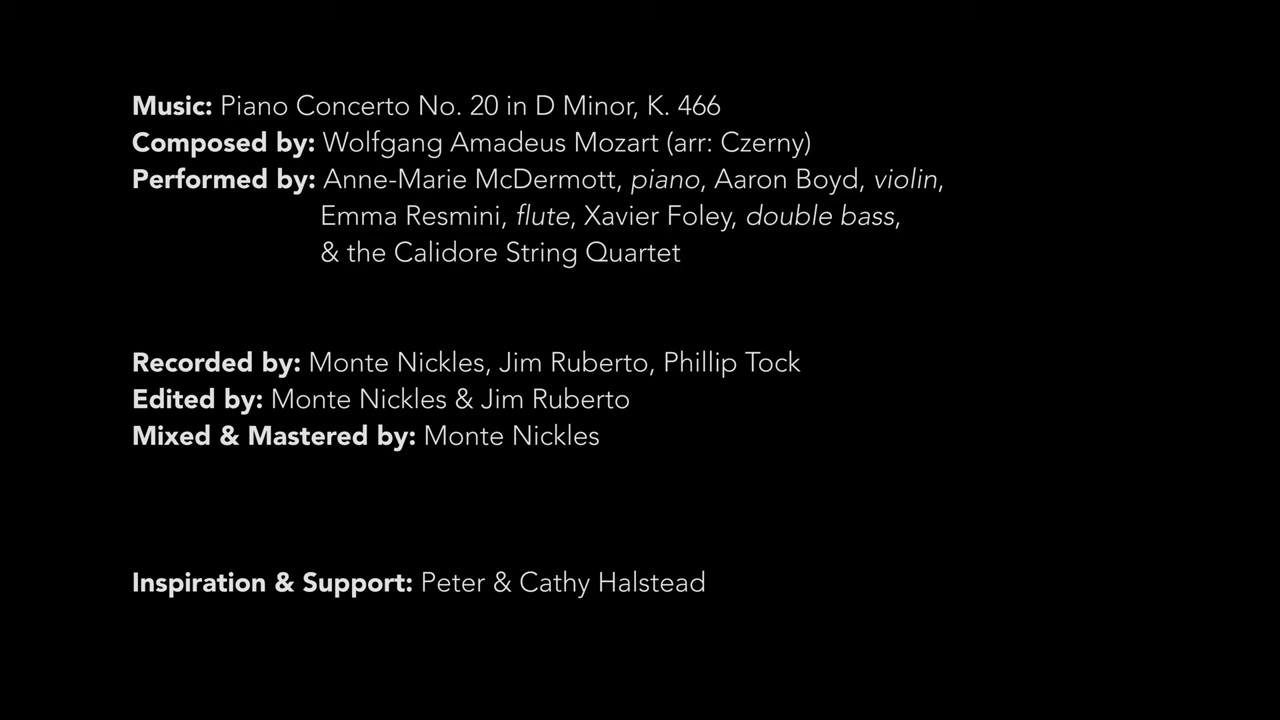 Music: Piano Concerto No. 20 in D Minor, K. 466
Composed by: Wolfgang Amadeus Mozart (arr: Czerny)
Performed by: Anne-Marie McDermott, piano, Aaron Boyd, violin,
Emma Resmini, flute, Xavier Foley, double bass,
& the Calidore String Quartet
Recorded by: Monte Nickles, Jim Ruberto, Phillip Tock
Edited by: Monte Nickles & Jim Ruberto
Mixed & Mastered by: Monte Nickles
Inspiration & Support: Peter & Cathy Halstead